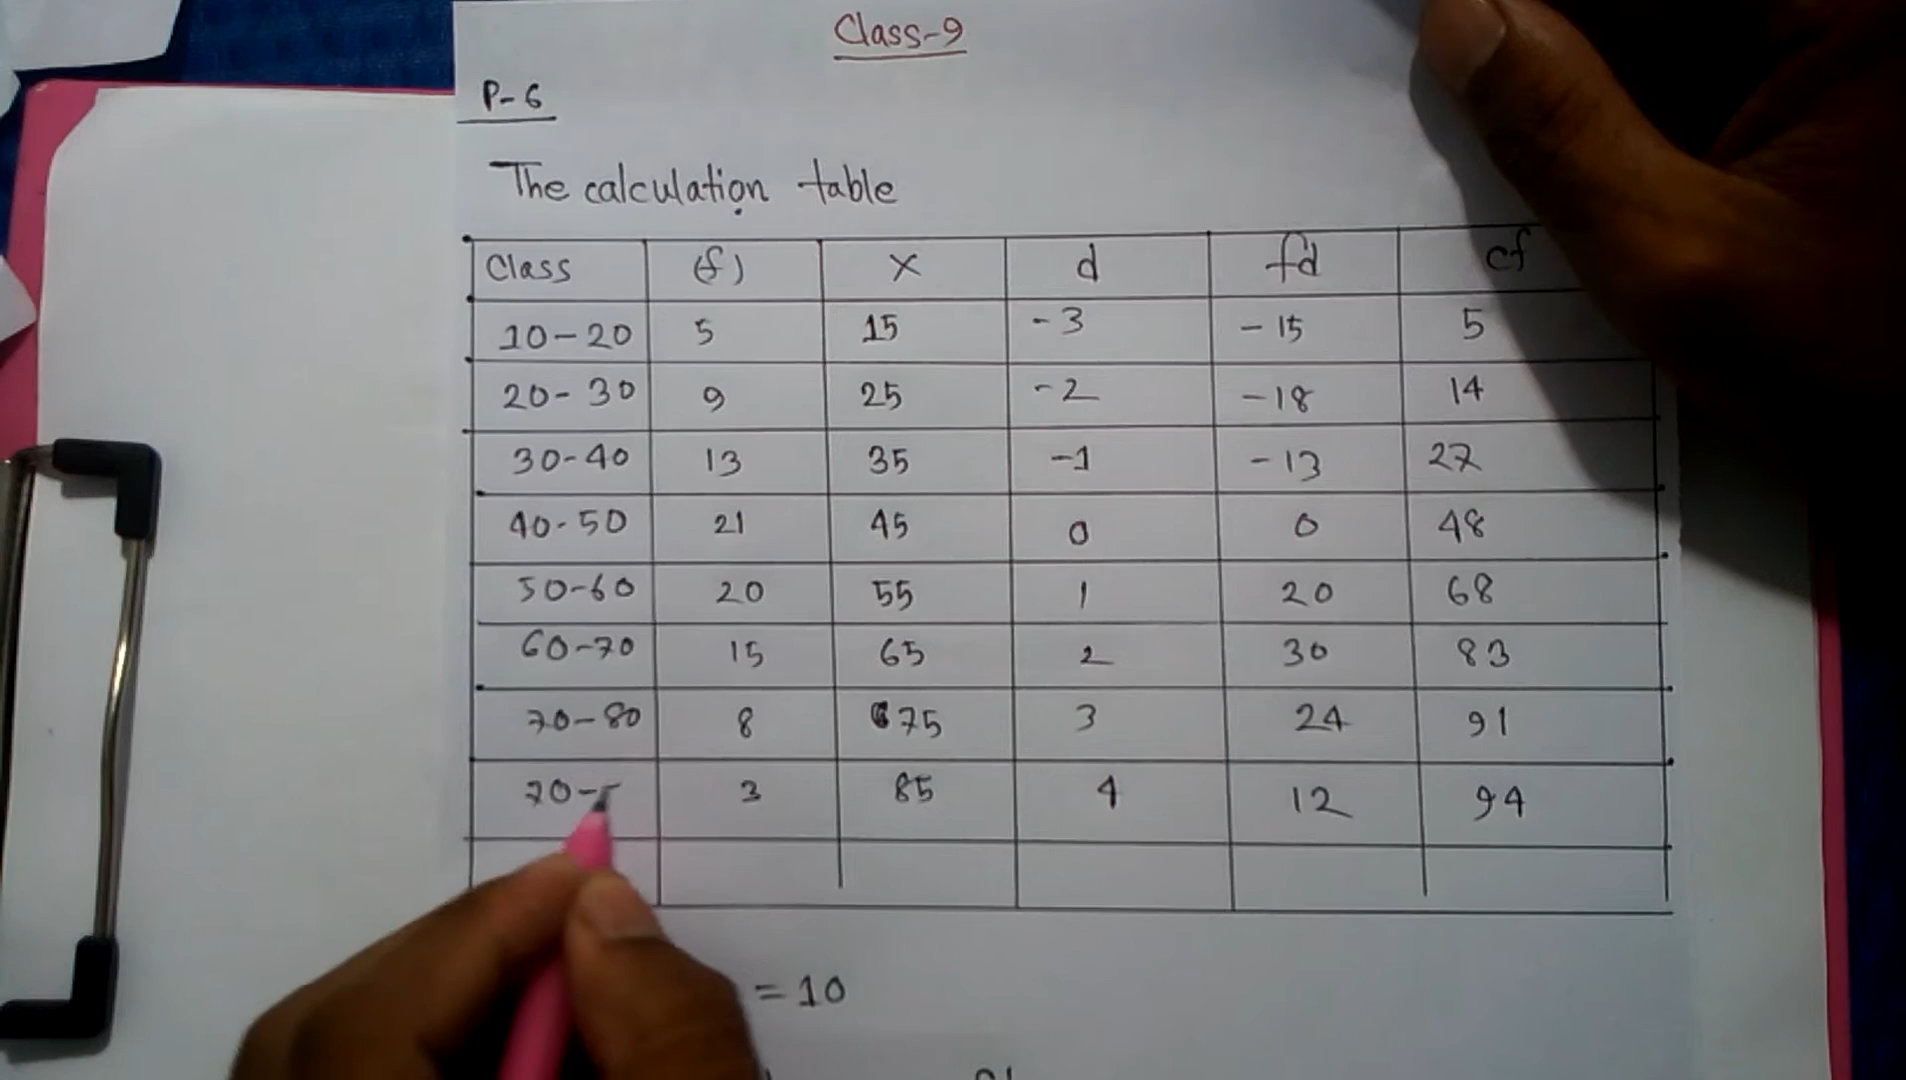 Class-9
P-6
The calculation table
Class (f) x d fd cf
10-20 5 15 -3 -15 5
20-30 9 25 -2 -18 14
30-40 13 35 -1 -13 27
40-50 21 45 0 0 48
50-60 20 55 1 20 68
60-70 15 65 2 30 83
70-80 8 75 3 24 91
70- 3 85 4 12 94
= 10